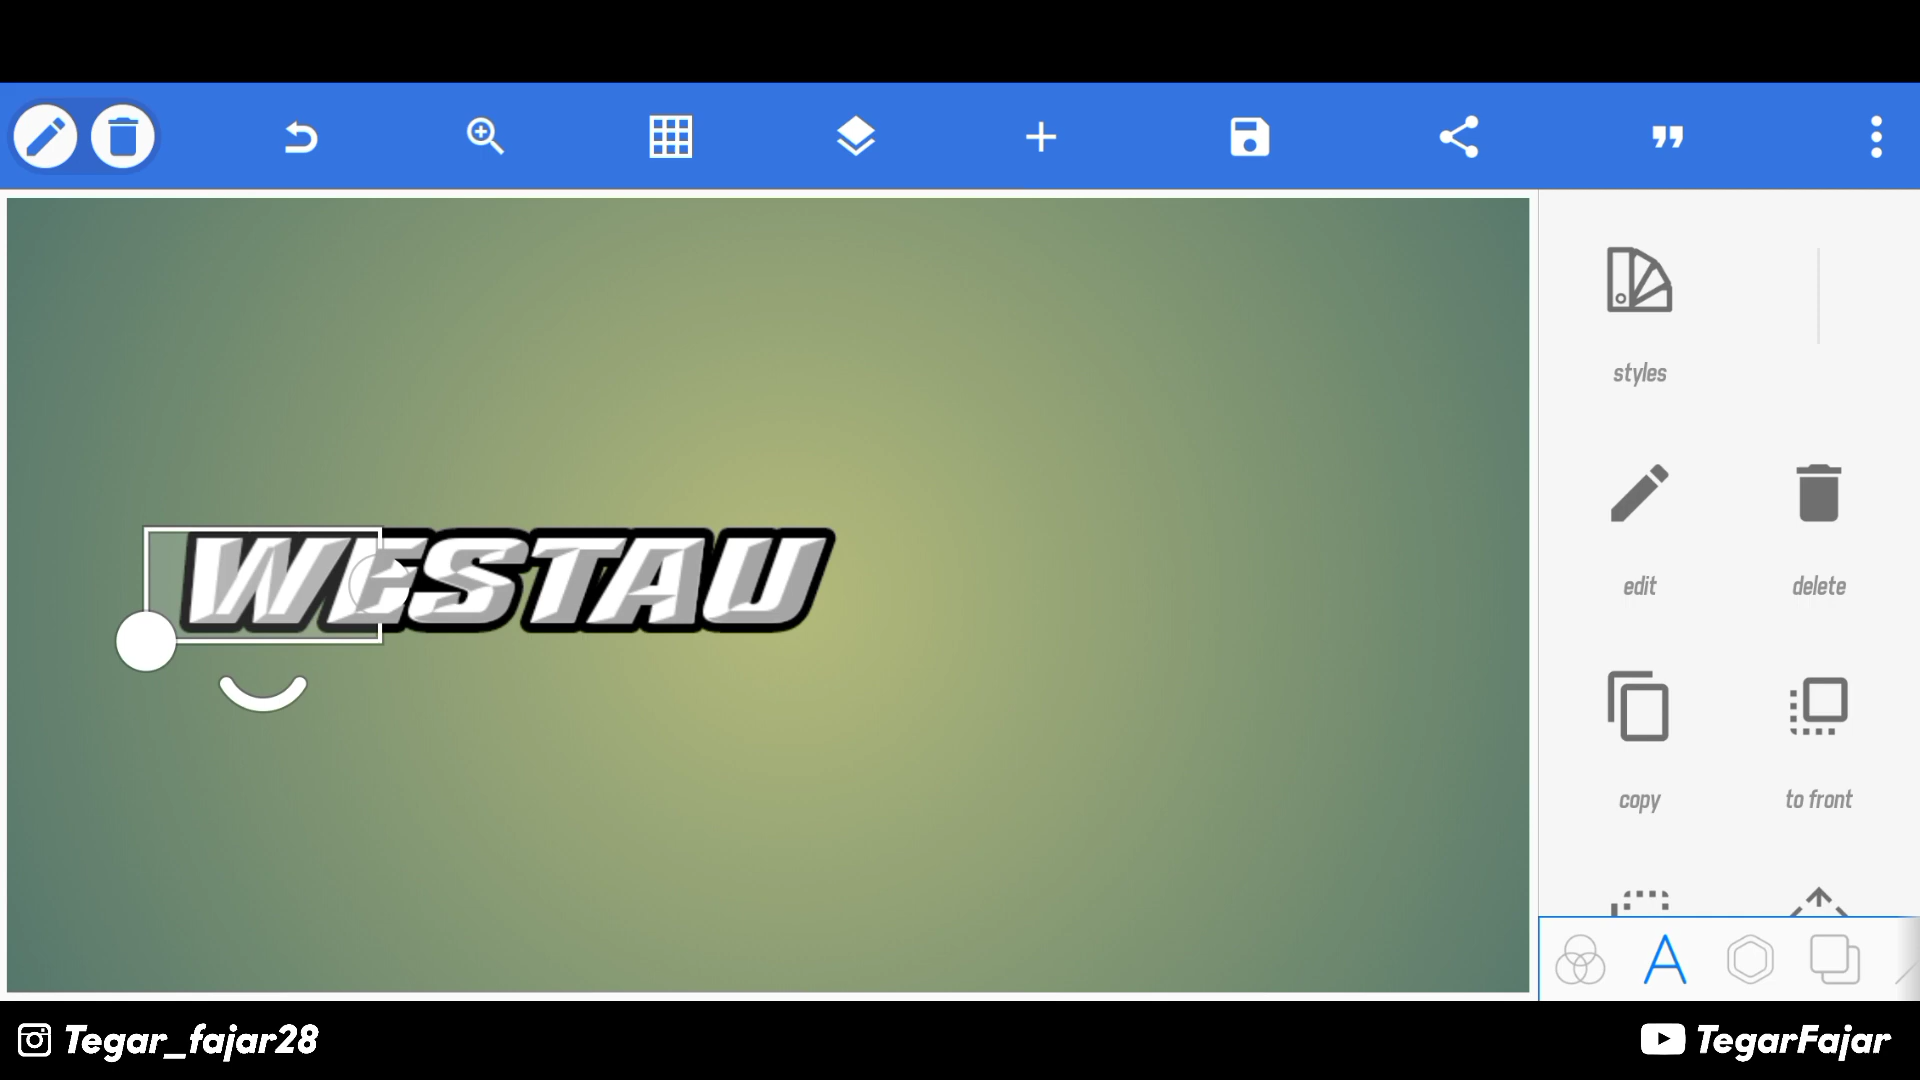 WESTAU
styles
edit
delete
copy
to front
Tegar_fajar28
TegarFajar